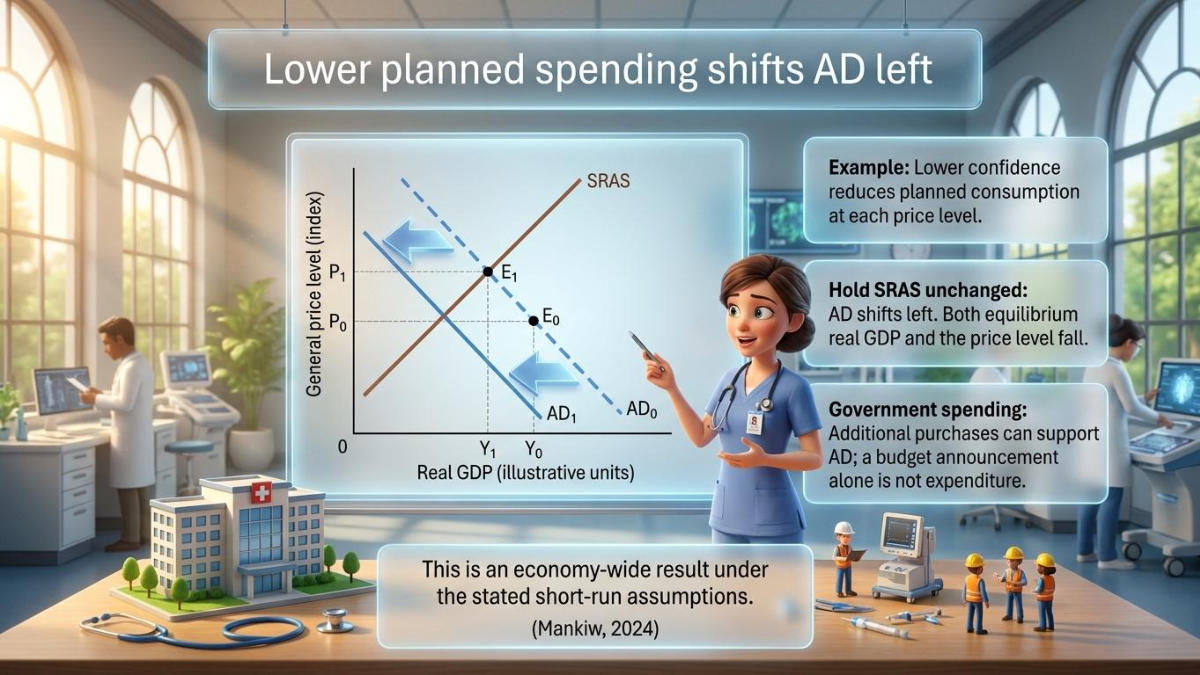 Lower planned spending shifts AD left
General price level (index)
SRAS
P₁
E₁
P₀
E₀
AD₁
AD₀
0
Y₁
Y₀
Real GDP (illustrative units)
Example: Lower confidence
reduces planned consumption
at each price level.
Hold SRAS unchanged:
AD shifts left. Both equilibrium
real GDP and the price level fall.
Government spending:
Additional purchases can support
AD; a budget announcement
alone is not expenditure.
This is an economy-wide result under
the stated short-run assumptions.
(Mankiw, 2024)